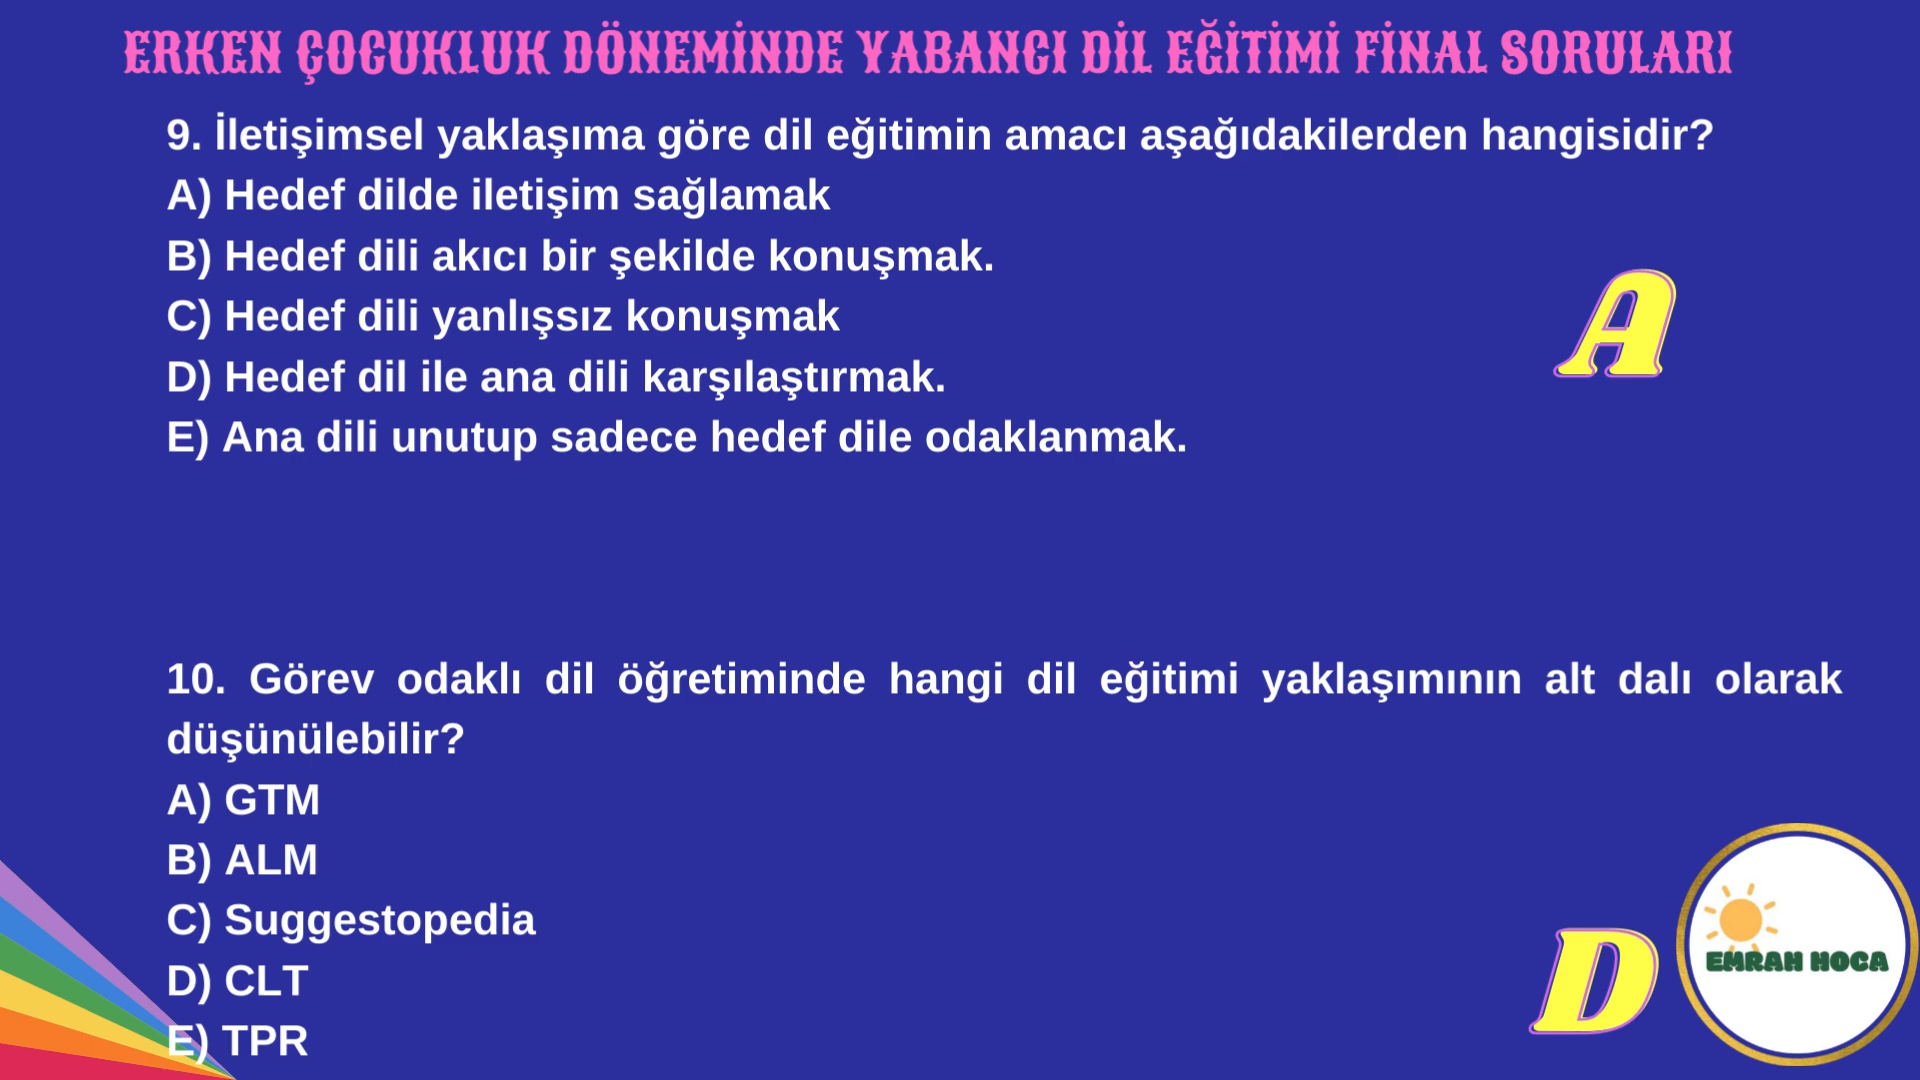 ERKEN ÇOCUKLUK DÖNEMİNDE YABANCI DİL EĞİTİMİ FİNAL SORULARI
9. İletişimsel yaklaşıma göre dil eğitimin amacı aşağıdakilerden hangisidir?
A) Hedef dilde iletişim sağlamak
B) Hedef dili akıcı bir şekilde konuşmak.
C) Hedef dili yanlışsız konuşmak
D) Hedef dil ile ana dili karşılaştırmak.
E) Ana dili unutup sadece hedef dile odaklanmak.
A
10. Görev odaklı dil öğretiminde hangi dil eğitimi yaklaşımının alt dalı olarak
düşünülebilir?
A) GTM
B) ALM
C) Suggestopedia
D) CLT
E) TPR
D
EMRAH HOCA